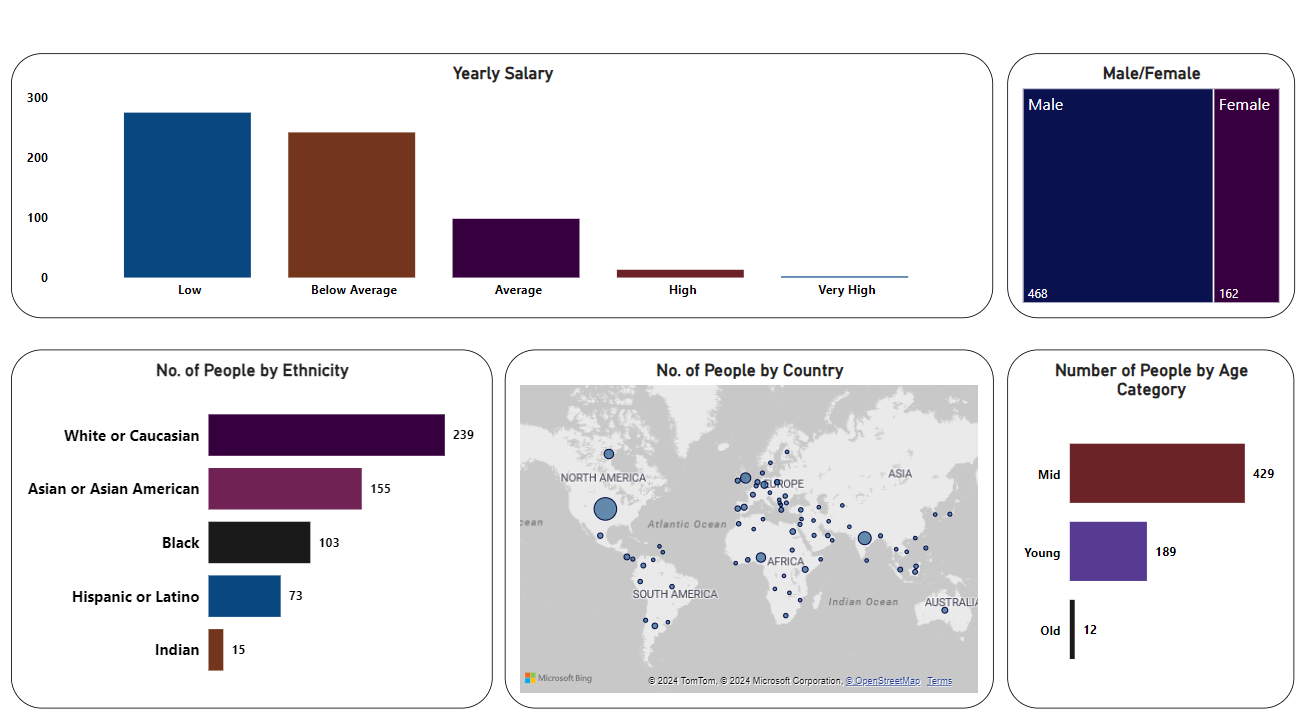 Yearly Salary
300
200
100
0
Low
Below Average
Average
High
Very High
Male/Female
Male
Female
468
162
No. of People by Ethnicity
White or Caucasian
239
Asian or Asian American
155
Black
103
Hispanic or Latino
73
Indian
15
No. of People by Country
NORTH AMERICA
EUROPE
ASIA
cean
Atlantic Ocean
AFRICA
SOUTH AMERICA
Indian Ocean
AUSTRALIA
Microsoft Bing
© 2024 TomTom, © 2024 Microsoft Corporation, © OpenStreetMap Terms
Number of People by Age
Category
Mid
429
Young
189
Old
12